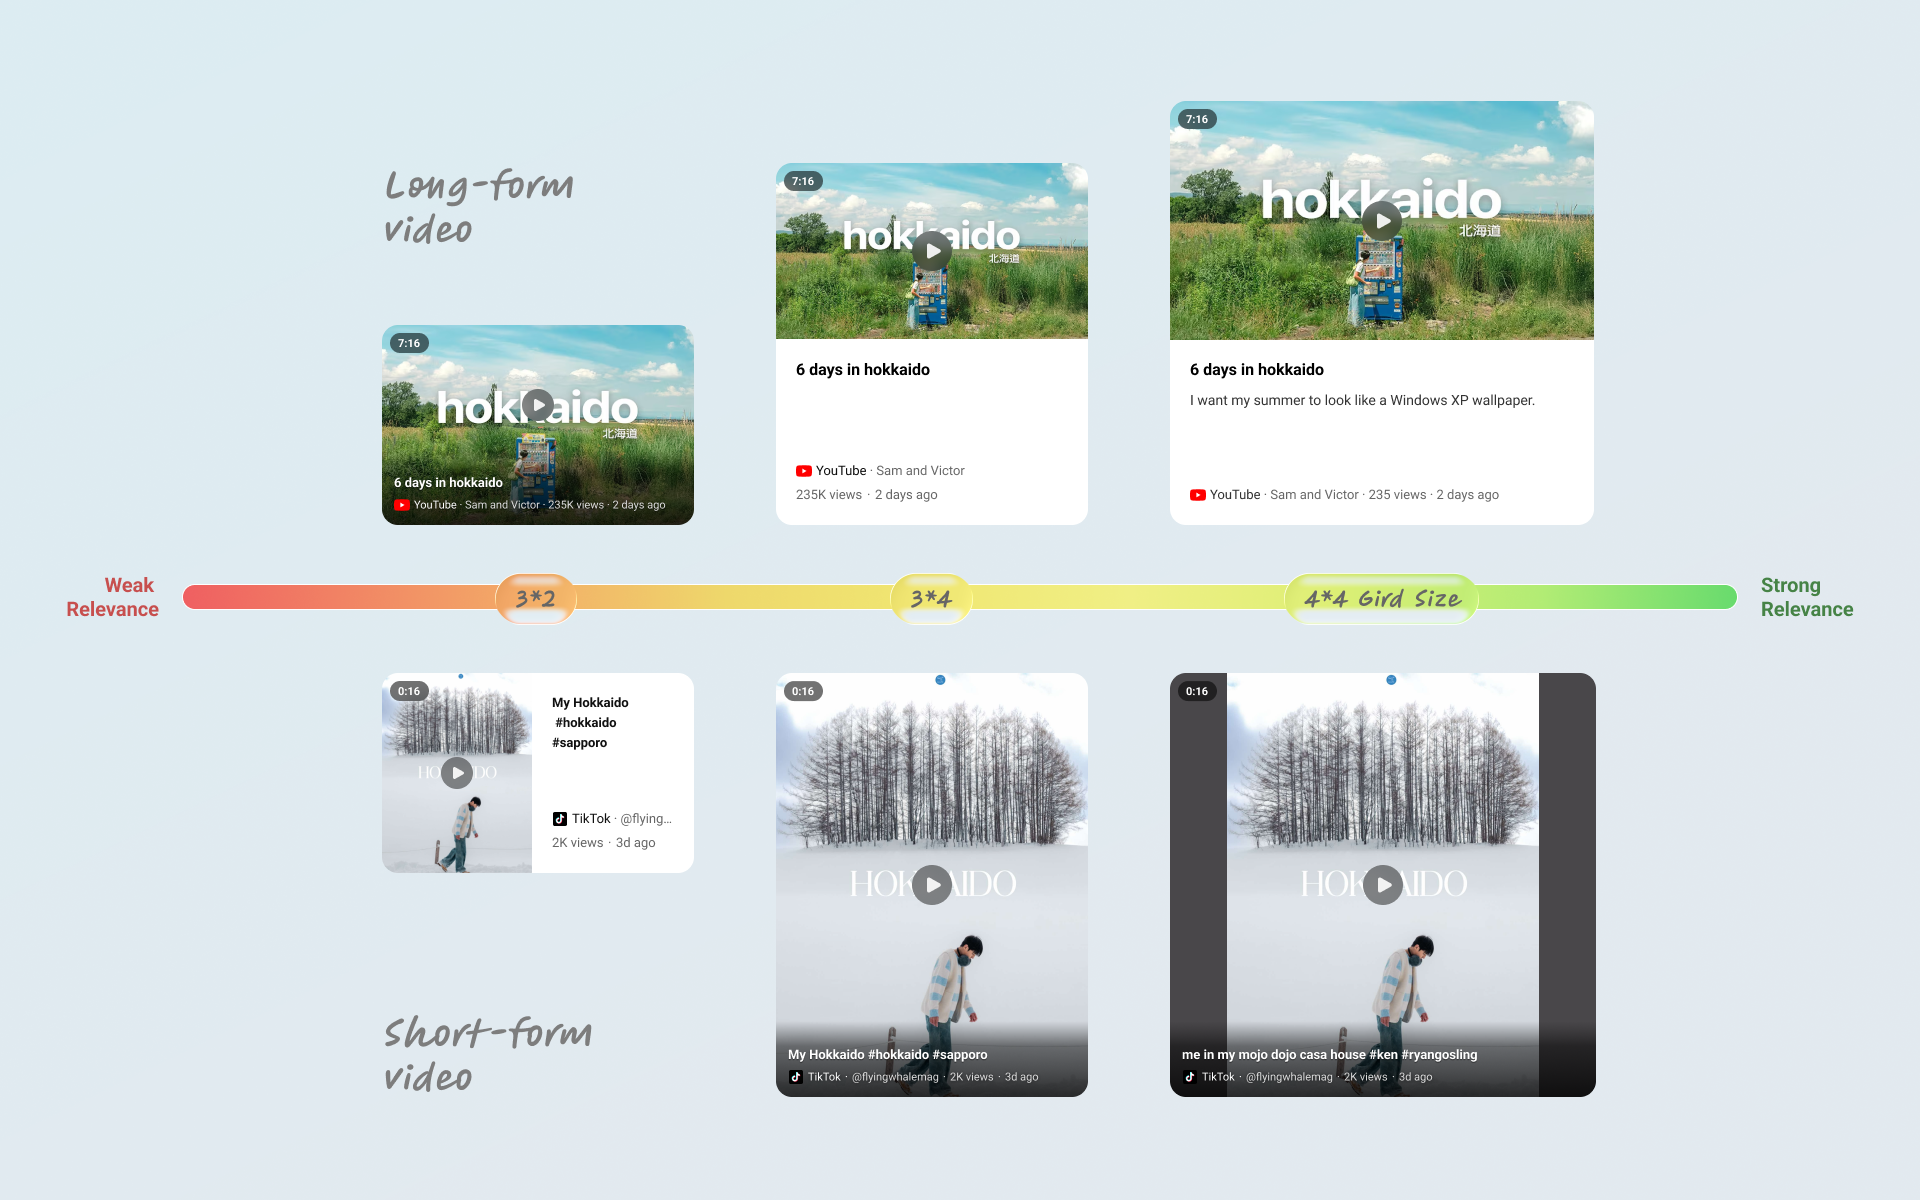 Long-form
video
7:16
hokkaido
北海道
6 days in hokkaido
YouTube · Sam and Victor · 235K views · 2 days ago
7:16
hokkaido
北海道
6 days in hokkaido
YouTube · Sam and Victor
235K views · 2 days ago
7:16
hokkaido
北海道
6 days in hokkaido
I want my summer to look like a Windows XP wallpaper.
YouTube · Sam and Victor · 235 views · 2 days ago
Weak
Relevance
3*2
3*4
4*4 Gird Size
Strong
Relevance
0:16
HOKKAIDO
My Hokkaido
#hokkaido
#sapporo
TikTok · @flying...
2K views · 3d ago
0:16
HOKKAIDO
My Hokkaido #hokkaido #sapporo
TikTok · @flyingwhalemag · 2K views · 3d ago
0:16
HOKKAIDO
me in my mojo dojo casa house #ken #ryangosling
TikTok · @flyingwhalemag · 2K views · 3d ago
Short-form
video